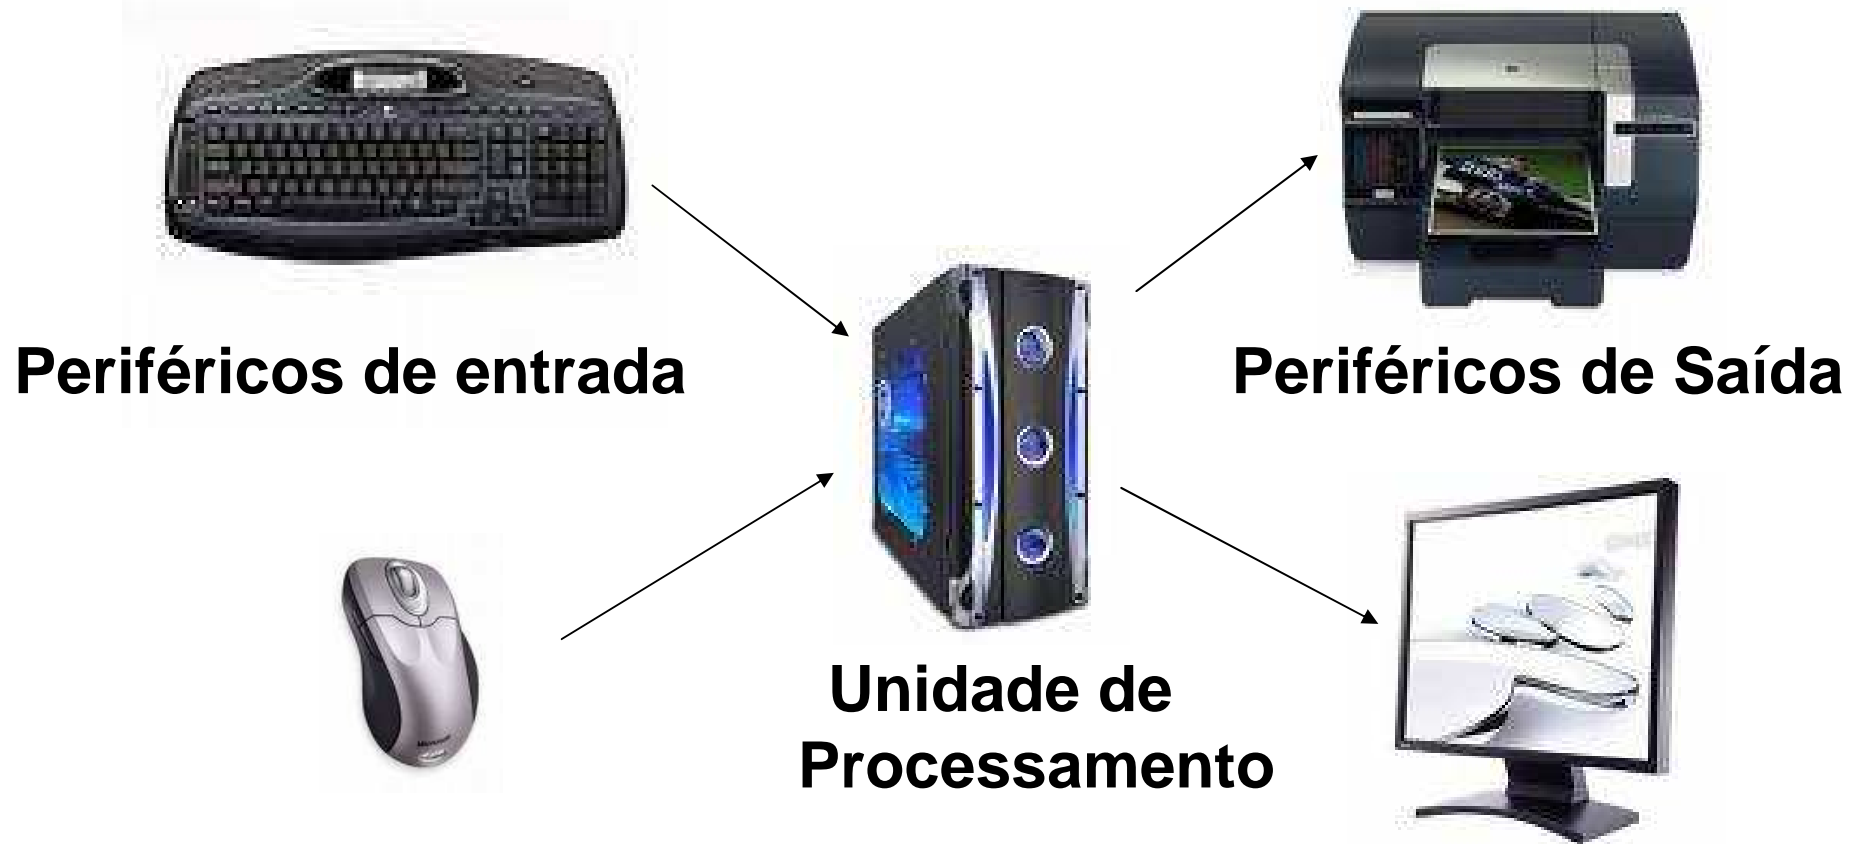 Periféricos de entrada
Periféricos de Saída
Unidade de
Processamento